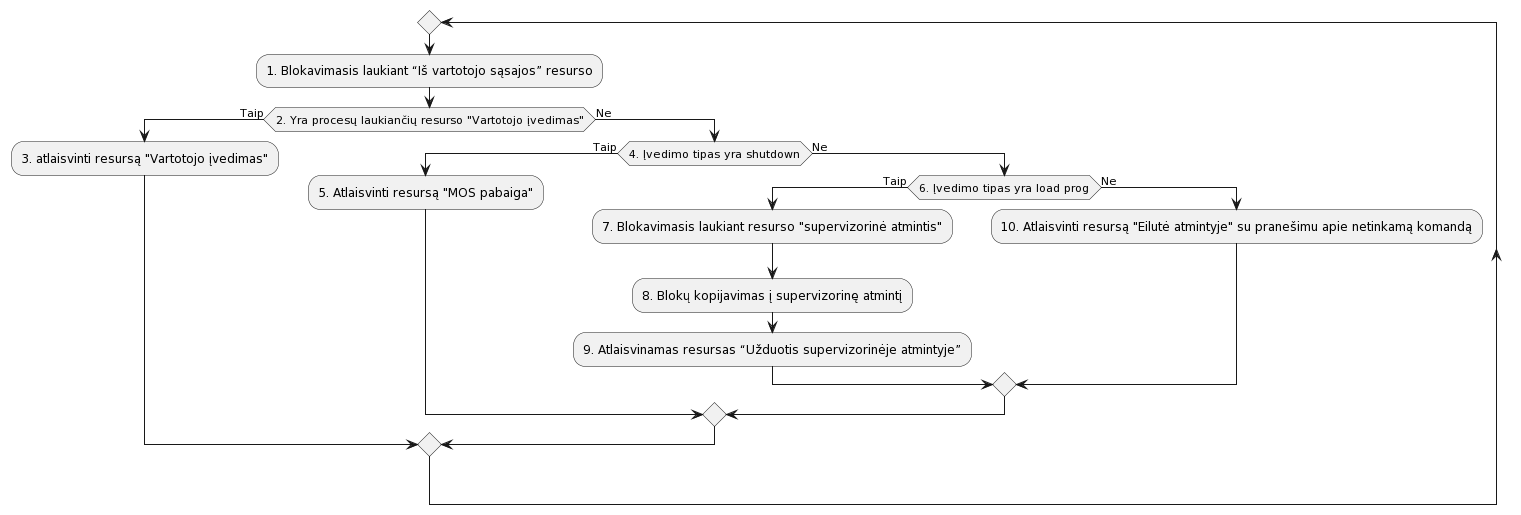 1. Blokavimasis laukiant “Iš vartotojo sąsajos” resurso
Taip
2. Yra procesų laukiančių resurso "Vartotojo įvedimas"
Ne
3. atlaisvinti resursą "Vartotojo įvedimas"
Taip
4. Įvedimo tipas yra shutdown
Ne
5. Atlaisvinti resursą "MOS pabaiga"
Taip
6. Įvedimo tipas yra load prog
Ne
7. Blokavimasis laukiant resurso "supervizorinė atmintis"
10. Atlaisvinti resursą "Eilutė atmintyje" su pranešimu apie netinkamą komandą
8. Blokų kopijavimas į supervizorinę atmintį
9. Atlaisvinamas resursas “Užduotis supervizorinėje atmintyje”